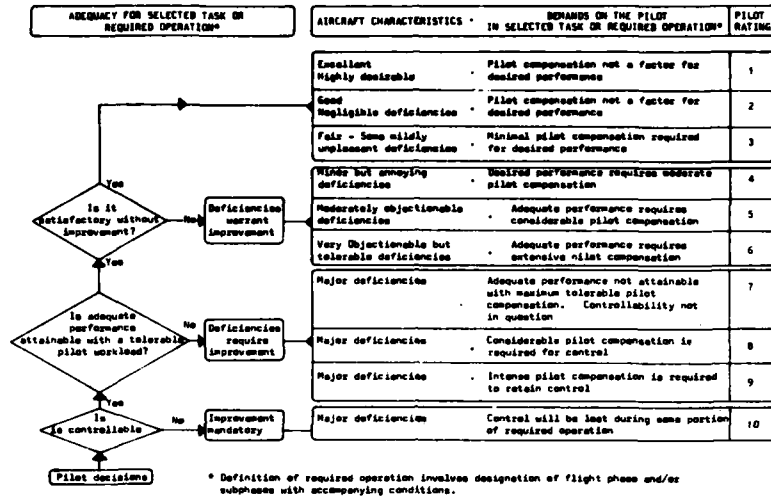 ADEQUACY FOR SELECTED TASK OR
REQUIRED OPERATION*
AIRCRAFT CHARACTERISTICS
DEMANDS ON THE PILOT
IN SELECTED TASK OR REQUIRED OPERATION*
PILOT
RATING
Excellent
Highly desirable
Pilot compensation not a factor for
desired performance
1
Good
Negligible deficiencies
Pilot compensation not a factor for
desired performance
2
Fair - Some mildly
unpleasant deficiencies
Minimal pilot compensation required
for desired performance
3
Yes
Is it
satisfactory without
improvement?
No
Deficiencies
warrant
improvement
Minor but annoying
deficiencies
Desired performance requires moderate
pilot compensation
4
Moderately objectionable
deficiencies
Adequate performance requires
considerable pilot compensation
5
Very Objectionable but
tolerable deficiencies
Adequate performance requires
extensive pilot compensation
6
Yes
Is adequate
performance
attainable with a tolerable
pilot workload?
No
Deficiencies
require
improvement
Major deficiencies
Adequate performance not attainable
with maximum tolerable pilot
compensation. Controllability not
in question
7
Major deficiencies
Considerable pilot compensation is
required for control
8
Major deficiencies
Intense pilot compensation is required
to retain control
9
Yes
Is
is controllable
No
Improvement
mandatory
Major deficiencies
Control will be lost during some portion
of required operation
10
Pilot decisions
* Definition of required operation involves designation of flight phase and/or
subphases with accompanying conditions.